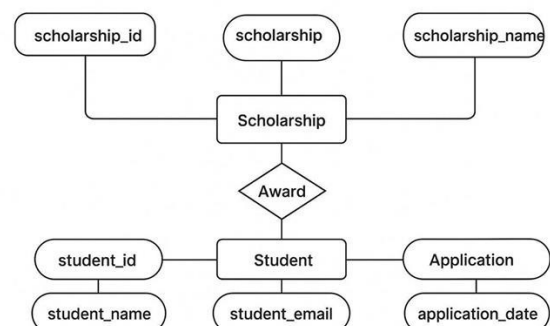 scholarship_id
scholarship
scholarship_name
Scholarship
Award
student_id
Student
Application
student_name
student_email
application_date